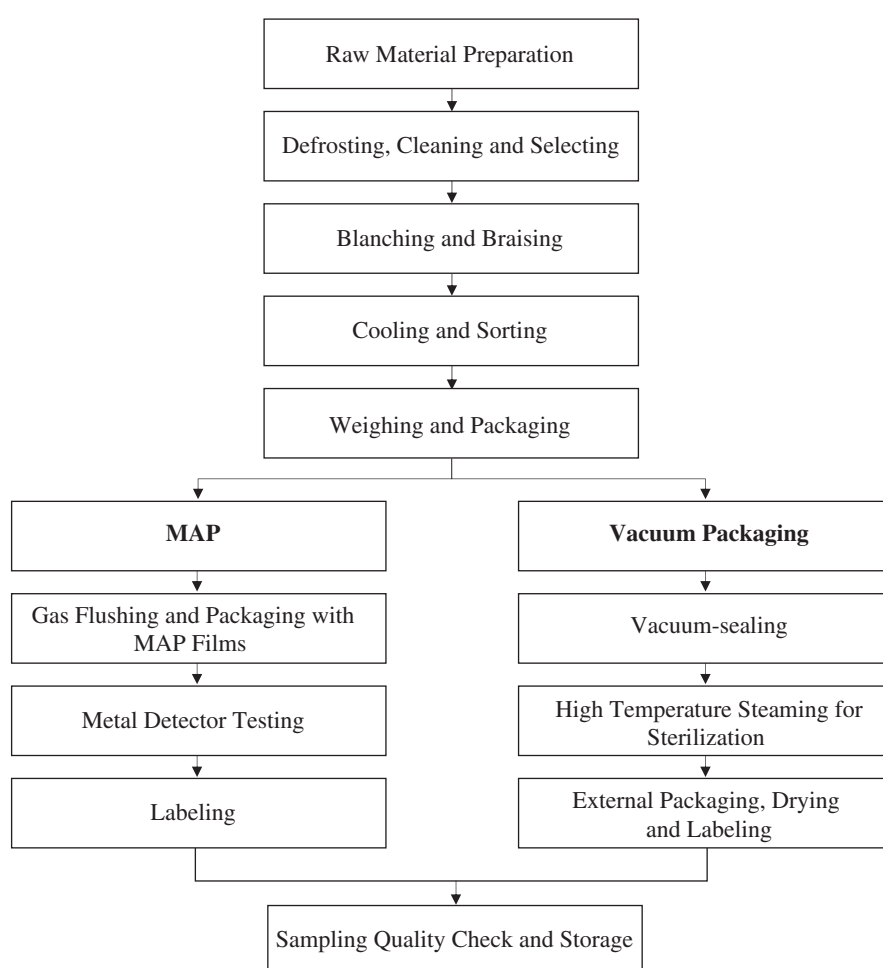 Raw Material Preparation
Defrosting, Cleaning and Selecting
Blanching and Braising
Cooling and Sorting
Weighing and Packaging
MAP
Gas Flushing and Packaging with
MAP Films
Metal Detector Testing
Labeling
Vacuum Packaging
Vacuum-sealing
High Temperature Steaming for
Sterilization
External Packaging, Drying
and Labeling
Sampling Quality Check and Storage